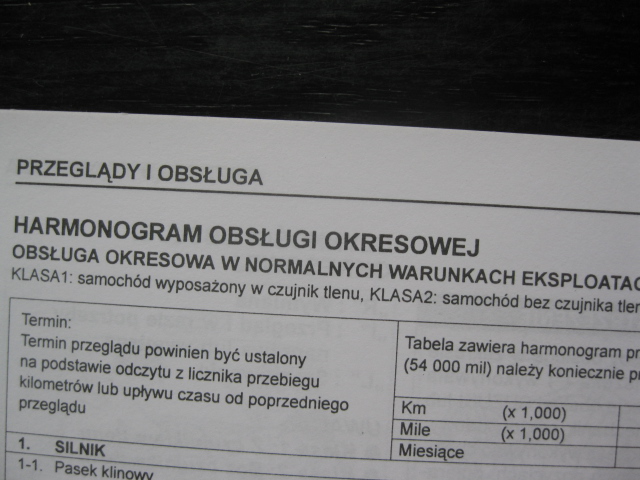 PRZEGLĄDY I OBSŁUGA
HARMONOGRAM OBSŁUGI OKRESOWEJ
OBSŁUGA OKRESOWA W NORMALNYCH WARUNKACH EKSPLOATAC
KLASA1: samochód wyposażony w czujnik tlenu, KLASA2: samochód bez czujnika tler
Termin:
Termin przeglądu powinien być ustalony
na podstawie odczytu z licznika przebiegu
kilometrów lub upływu czasu od poprzedniego
przeglądu
Tabela zawiera harmonogram pr
(54 000 mil) należy koniecznie pr
Km (x 1,000)
Mile (x 1,000)
Miesiące
1. SILNIK
1-1. Pasek klinowy